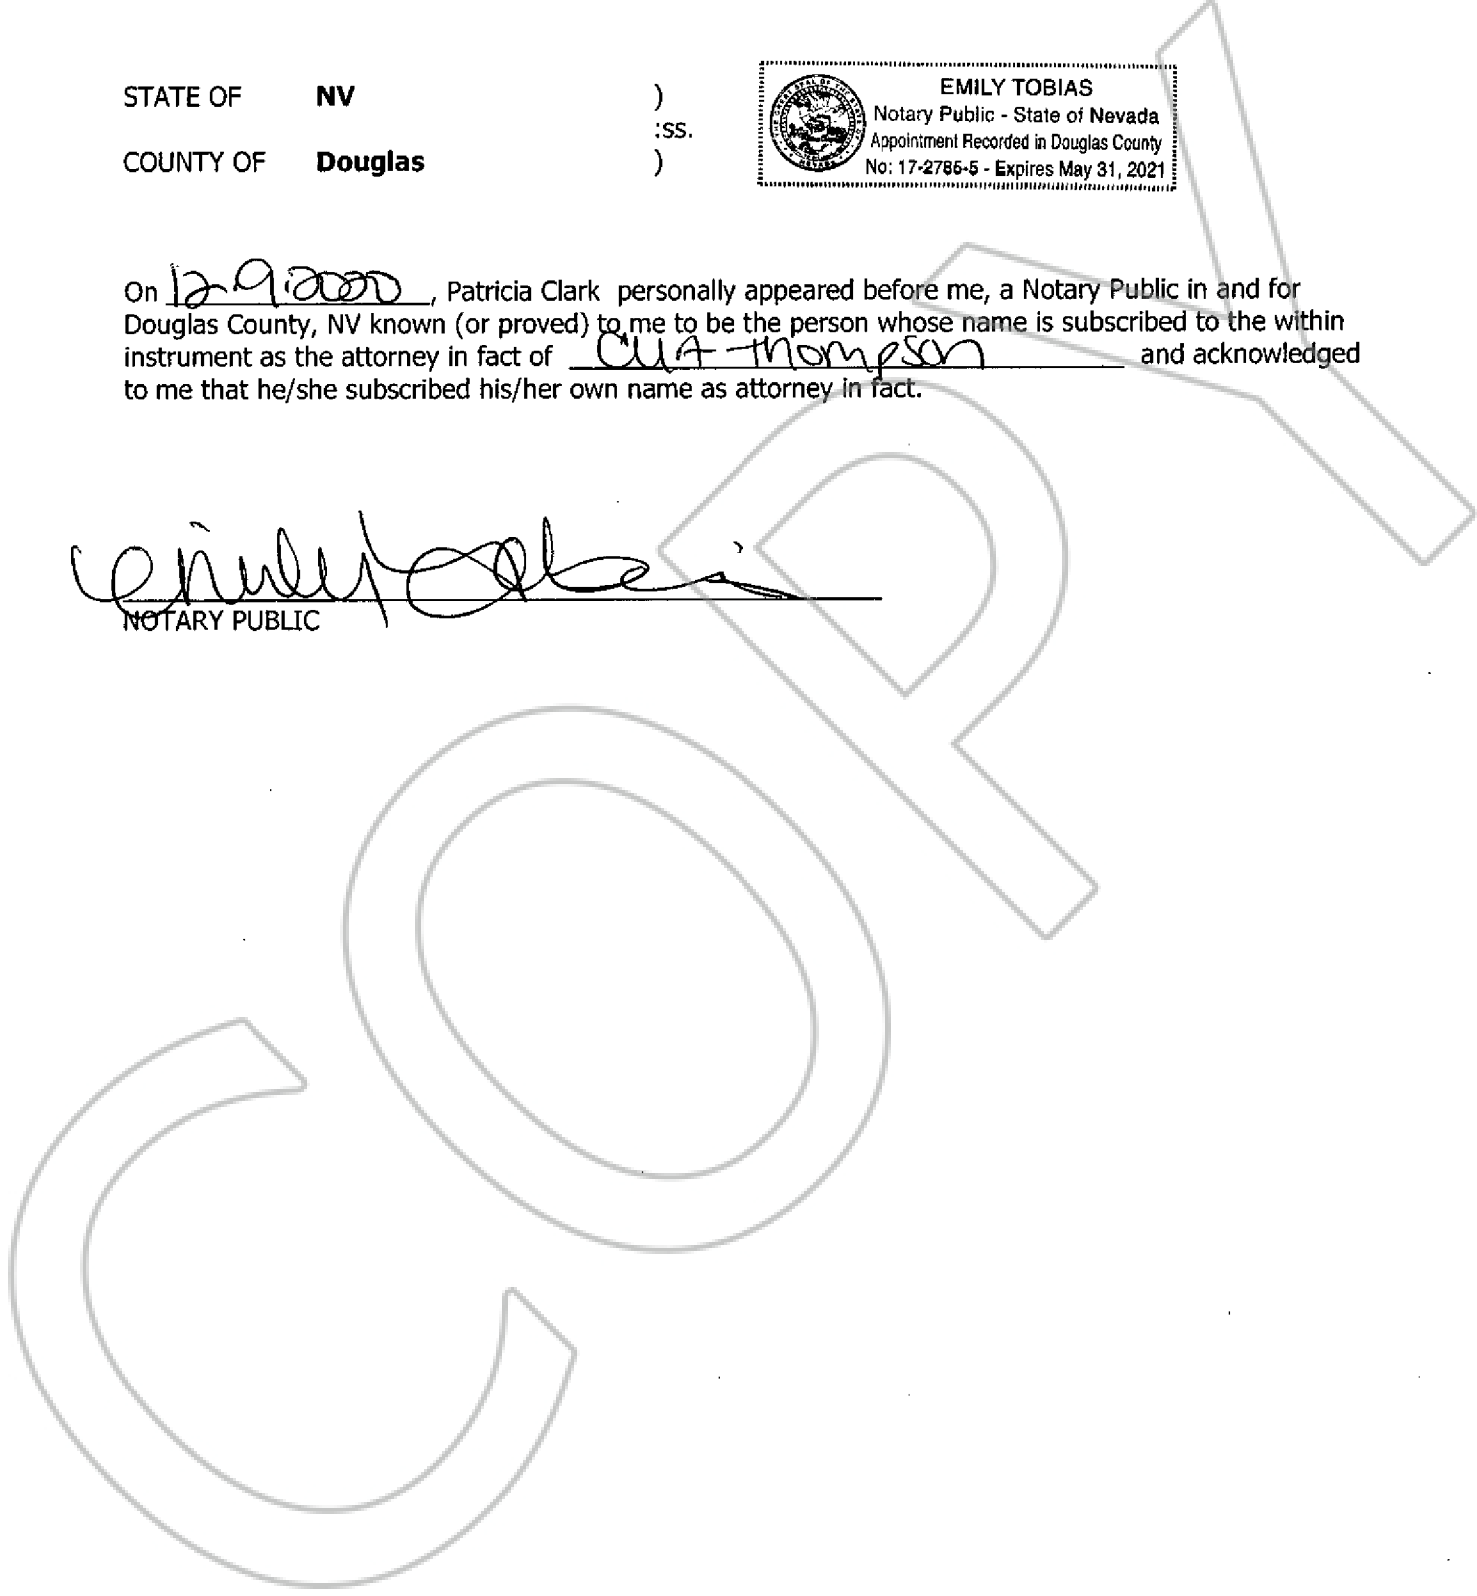 STATE OF NV )
:ss.
COUNTY OF Douglas )
EMILY TOBIAS
Notary Public - State of Nevada
Appointment Recorded in Douglas County
No: 17-2786-5 - Expires May 31, 2021
On 12-9-2020, Patricia Clark personally appeared before me, a Notary Public in and for
Douglas County, NV known (or proved) to me to be the person whose name is subscribed to the within
instrument as the attorney in fact of Thompson and acknowledged
to me that he/she subscribed his/her own name as attorney in fact.
Emily Tobias
NOTARY PUBLIC
COPY